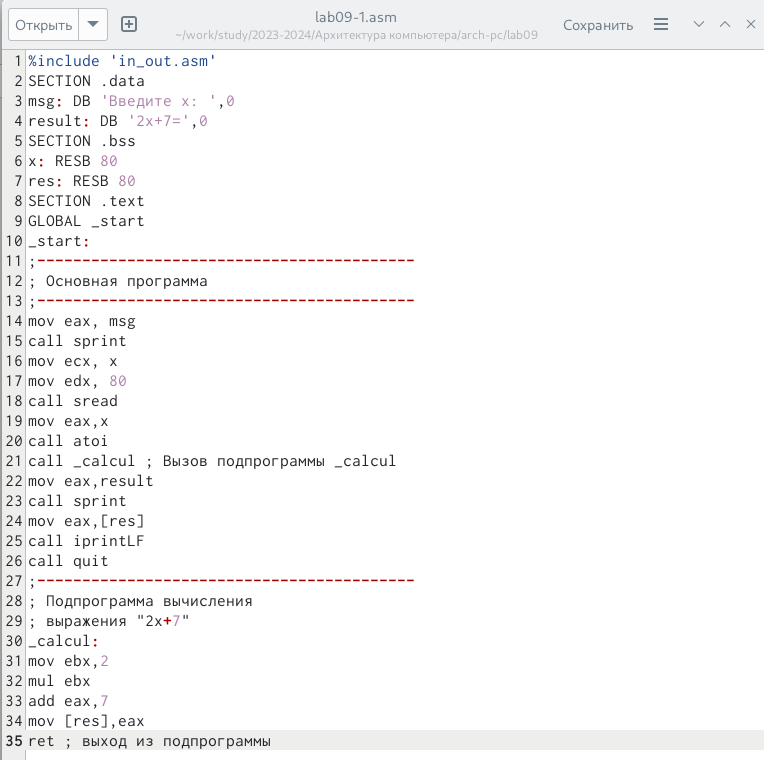 Открыть
lab09-1.asm
~/work/study/2023-2024/Архитектура компьютера/arch-pc/lab09
Сохранить
1 %include 'in_out.asm'
2 SECTION .data
3 msg: DB 'Введите x: ',0
4 result: DB '2x+7=',0
5 SECTION .bss
6 x: RESB 80
7 res: RESB 80
8 SECTION .text
9 GLOBAL _start
10 _start:
11 ;------------------------------------------
12 ; Основная программа
13 ;------------------------------------------
14 mov eax, msg
15 call sprint
16 mov ecx, x
17 mov edx, 80
18 call sread
19 mov eax,x
20 call atoi
21 call _calcul ; Вызов подпрограммы _calcul
22 mov eax,result
23 call sprint
24 mov eax,[res]
25 call iprintLF
26 call quit
27 ;------------------------------------------
28 ; Подпрограмма вычисления
29 ; выражения "2x+7"
30 _calcul:
31 mov ebx,2
32 mul ebx
33 add eax,7
34 mov [res],eax
35 ret ; выход из подпрограммы